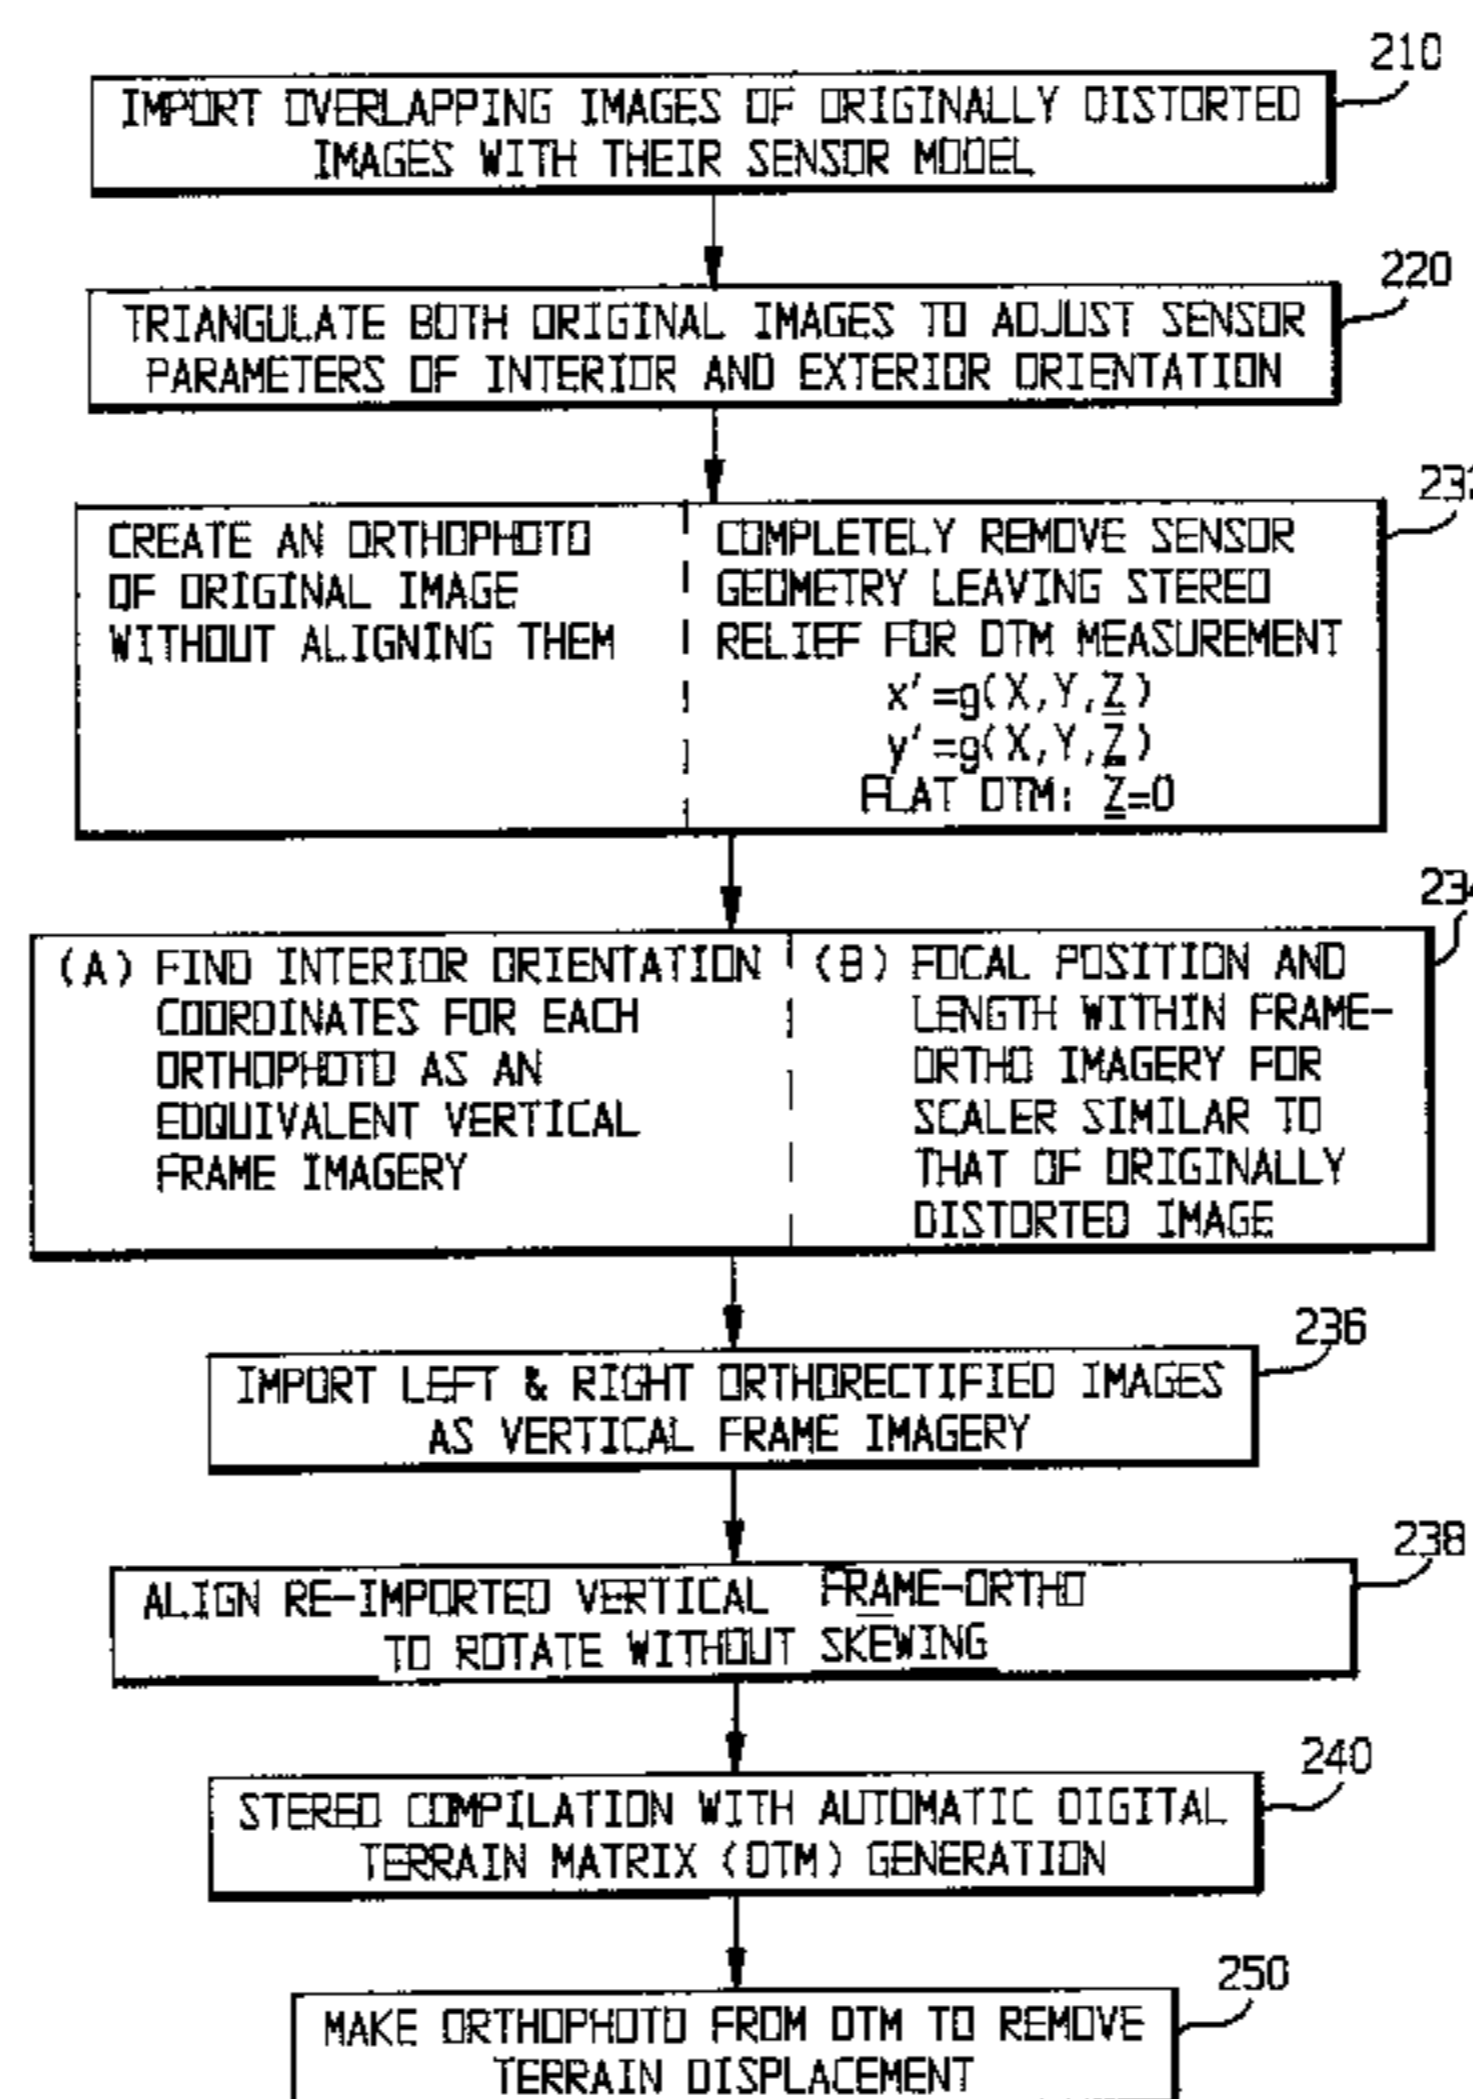 210
IMPORT OVERLAPPING IMAGES OF ORIGINALLY DISTORTED
IMAGES WITH THEIR SENSOR MODEL
220
TRIANGULATE BOTH ORIGINAL IMAGES TO ADJUST SENSOR
PARAMETERS OF INTERIOR AND EXTERIOR ORIENTATION
CREATE AN ORTHOPHOTO
OF ORIGINAL IMAGE
WITHOUT ALIGNING THEM
COMPLETELY REMOVE SENSOR
GEOMETRY LEAVING STEREO
RELIEF FOR DTM MEASUREMENT
x'=g(X,Y,Z)
y'=g(X,Y,Z)
FLAT DTM: Z=0
234
(A) FIND INTERIOR ORIENTATION
COORDINATES FOR EACH
ORTHOPHOTO AS AN
EQQUIVALENT VERTICAL
FRAME IMAGERY
(B) FOCAL POSITION AND
LENGTH WITHIN FRAME-
ORTHO IMAGERY FOR
SCALER SIMILAR TO
THAT OF ORIGINALLY
DISTORTED IMAGE
236
IMPORT LEFT & RIGHT ORTHORECTIFIED IMAGES
AS VERTICAL FRAME IMAGERY
238
ALIGN RE-IMPORTED VERTICAL FRAME-ORTHO
TO ROTATE WITHOUT SKEWING
240
STEREO COMPILATION WITH AUTOMATIC DIGITAL
TERRAIN MATRIX (DTM) GENERATION
250
MAKE ORTHOPHOTO FROM DTM TO REMOVE
TERRAIN DISPLACEMENT